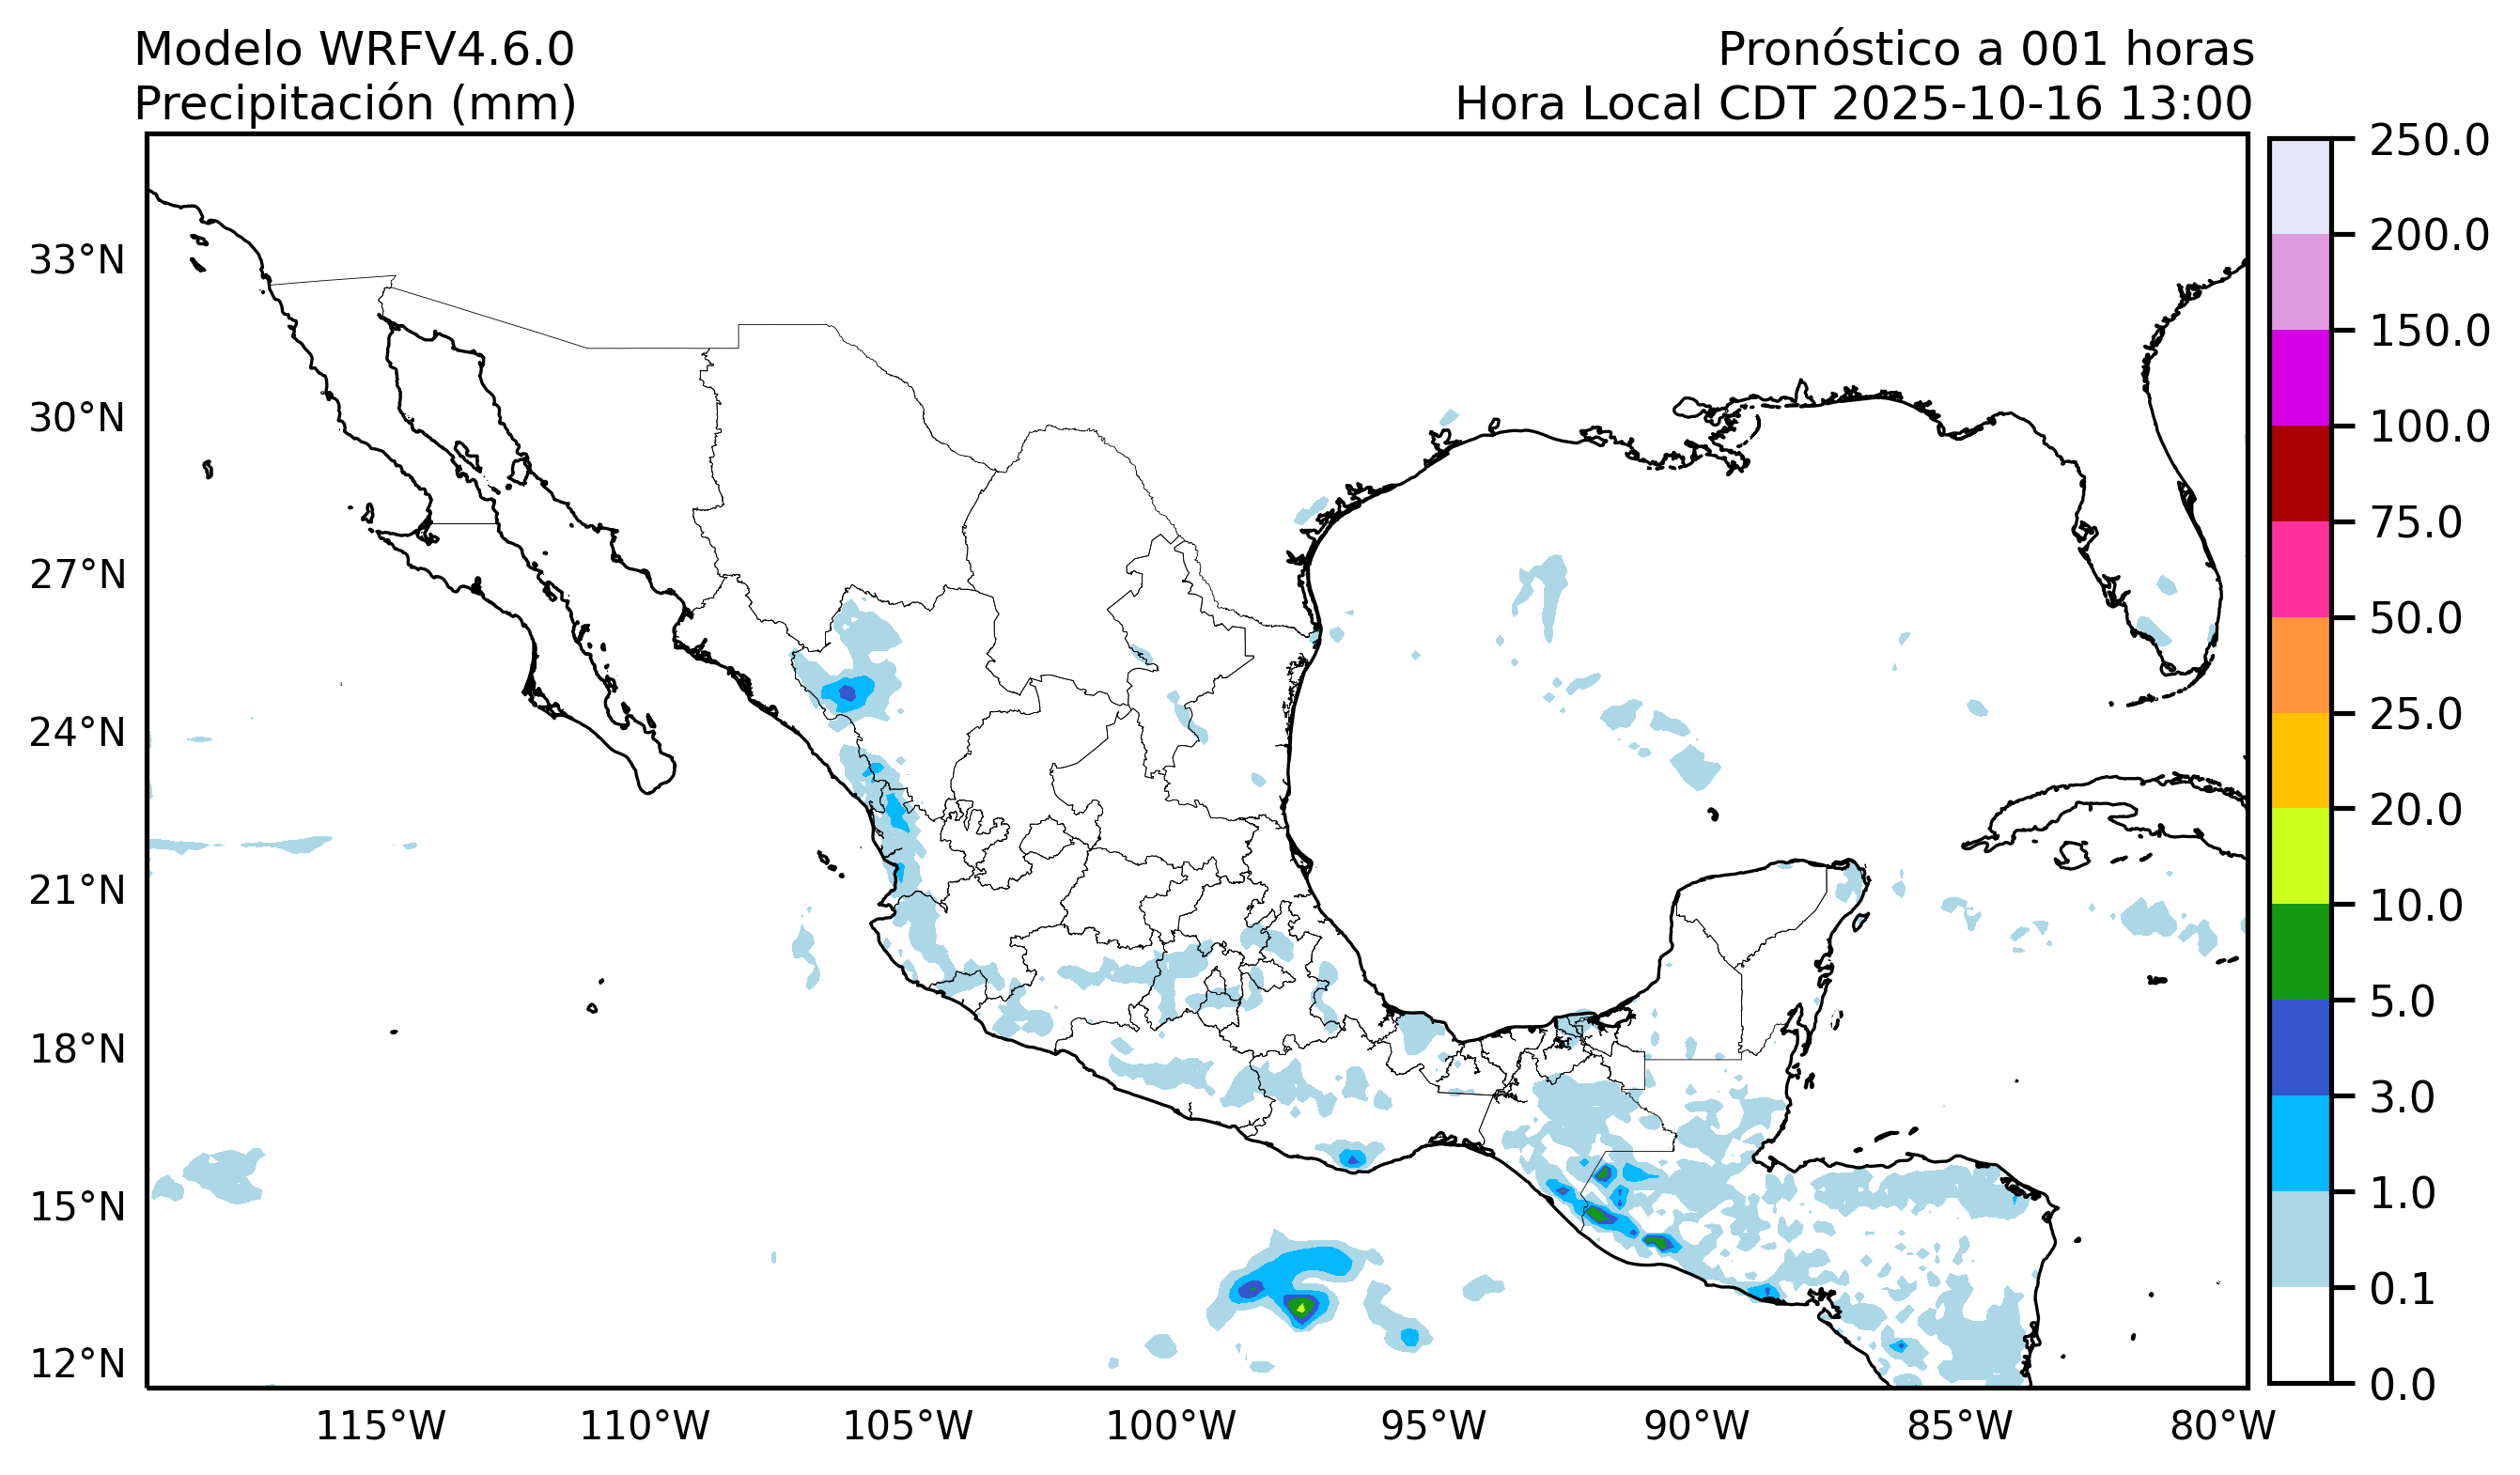 Modelo WRFV4.6.0
Precipitación (mm)
Pronóstico a 001 horas
Hora Local CDT 2025-10-16 13:00
33°N
30°N
27°N
24°N
21°N
18°N
15°N
12°N
115°W
110°W
105°W
100°W
95°W
90°W
85°W
80°W
250.0
200.0
150.0
100.0
75.0
50.0
25.0
20.0
10.0
5.0
3.0
1.0
0.1
0.0